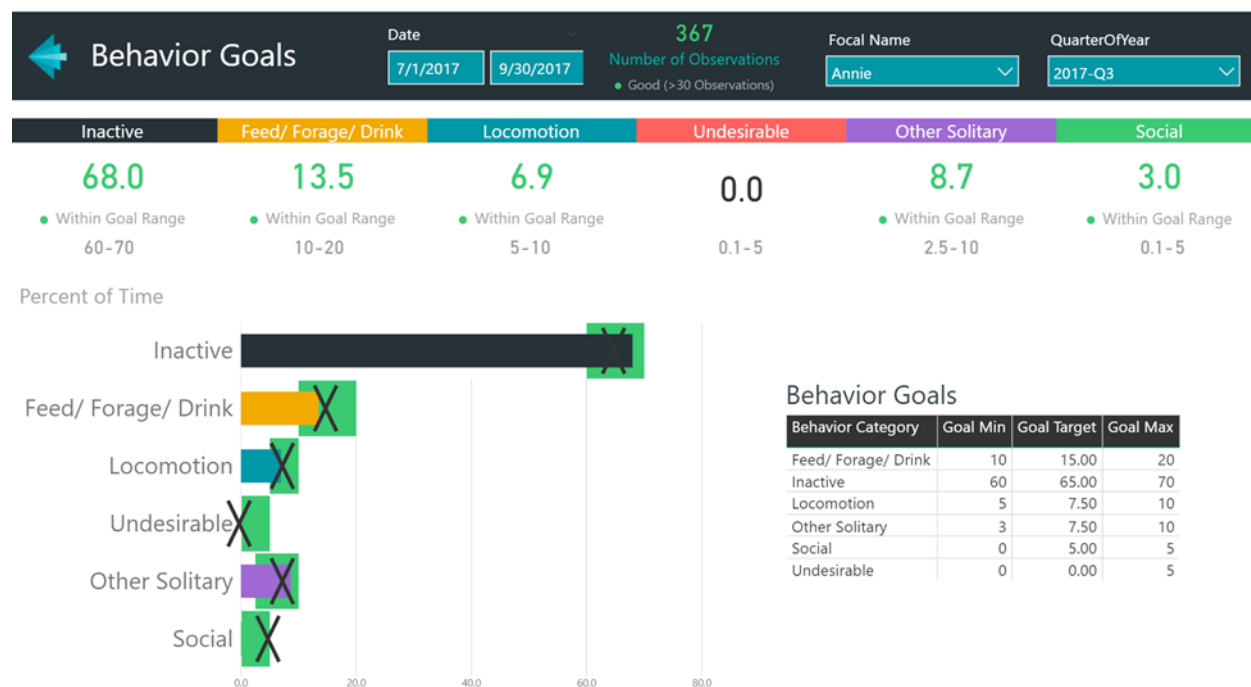 Behavior Goals
Date
7/1/2017 9/30/2017
367
Number of Observations
Good (>30 Observations)
Focal Name
Annie
QuarterOfYear
2017-Q3
Inactive Feed/ Forage/ Drink Locomotion Undesirable Other Solitary Social
68.0 13.5 6.9 0.0 8.7 3.0
Within Goal Range Within Goal Range Within Goal Range Within Goal Range Within Goal Range
60-70 10-20 5-10 0.1-5 2.5-10 0.1-5
Percent of Time
Inactive
Feed/ Forage/ Drink
Locomotion
Undesirable
Other Solitary
Social
0.0 20.0 40.0 60.0 80.0
Behavior Goals
Behavior Category Goal Min Goal Target Goal Max
Feed/ Forage/ Drink 10 15.00 20
Inactive 60 65.00 70
Locomotion 5 7.50 10
Other Solitary 3 7.50 10
Social 0 5.00 5
Undesirable 0 0.00 5